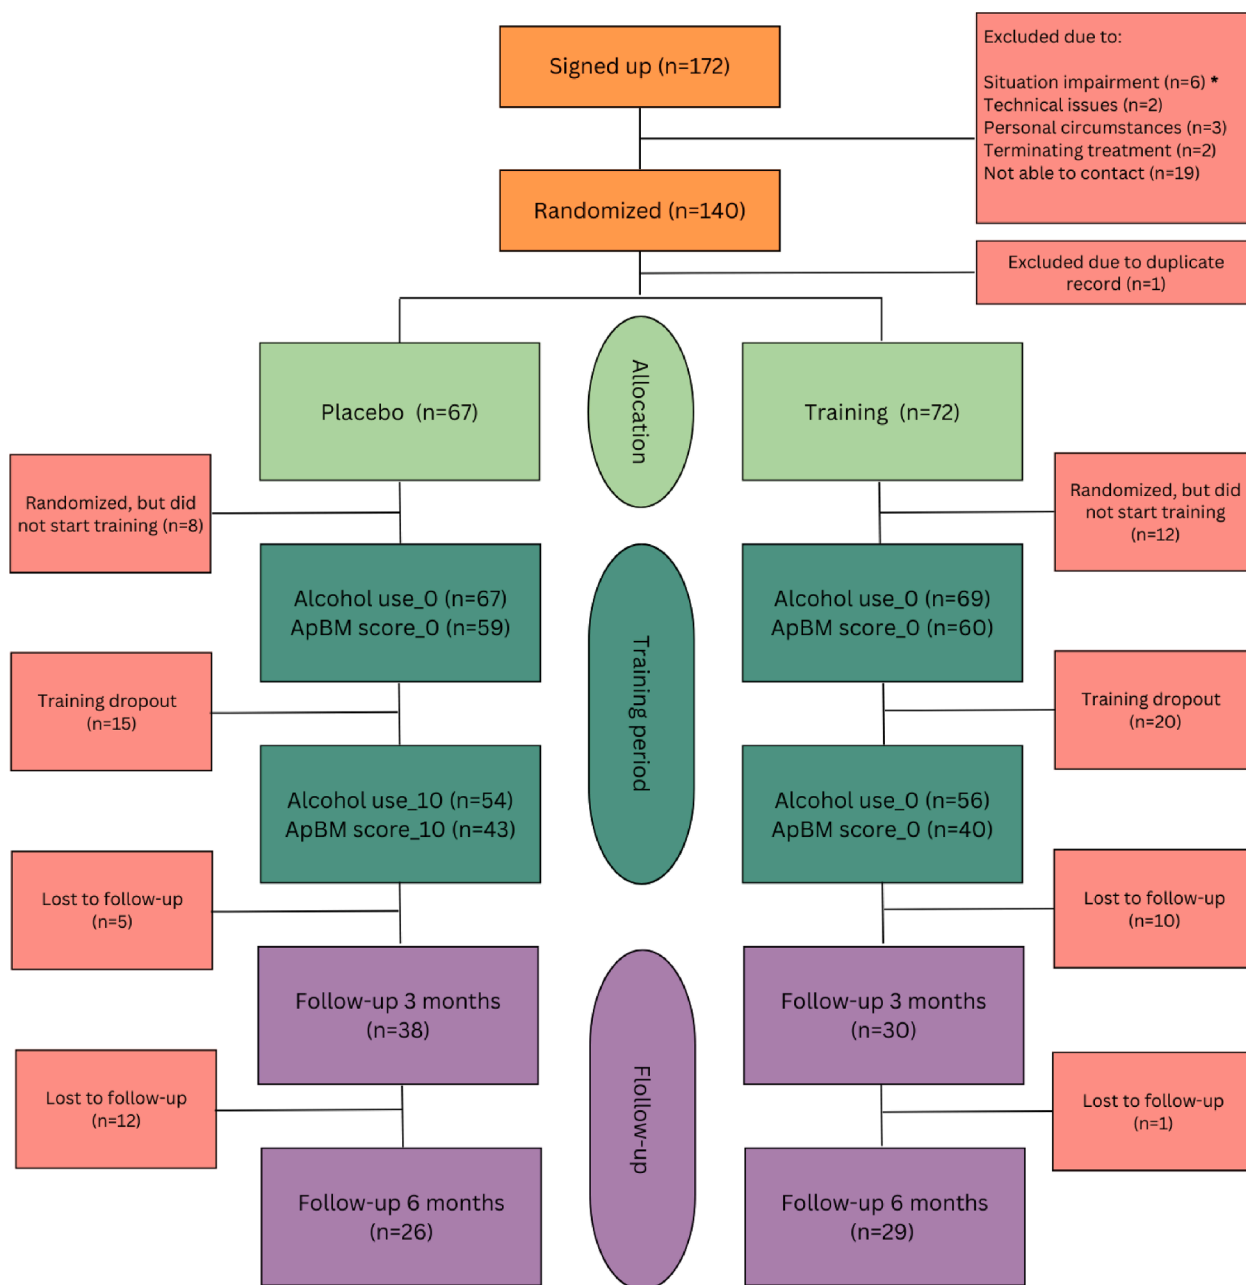 Signed up (n=172)
Excluded due to:
Situation impairment (n=6) *
Technical issues (n=2)
Personal circumstances (n=3)
Terminating treatment (n=2)
Not able to contact (n=19)
Randomized (n=140)
Excluded due to duplicate
record (n=1)
Allocation
Placebo (n=67)
Training (n=72)
Randomized, but did
not start training (n=8)
Randomized, but did
not start training
(n=12)
Training period
Alcohol use_0 (n=67)
ApBM score_0 (n=59)
Alcohol use_0 (n=69)
ApBM score_0 (n=60)
Training dropout
(n=15)
Training dropout
(n=20)
Alcohol use_10 (n=54)
ApBM score_10 (n=43)
Alcohol use_0 (n=56)
ApBM score_0 (n=40)
Lost to follow-up
(n=5)
Lost to follow-up
(n=10)
Flollow-up
Follow-up 3 months
(n=38)
Follow-up 3 months
(n=30)
Lost to follow-up
(n=12)
Lost to follow-up
(n=1)
Follow-up 6 months
(n=26)
Follow-up 6 months
(n=29)